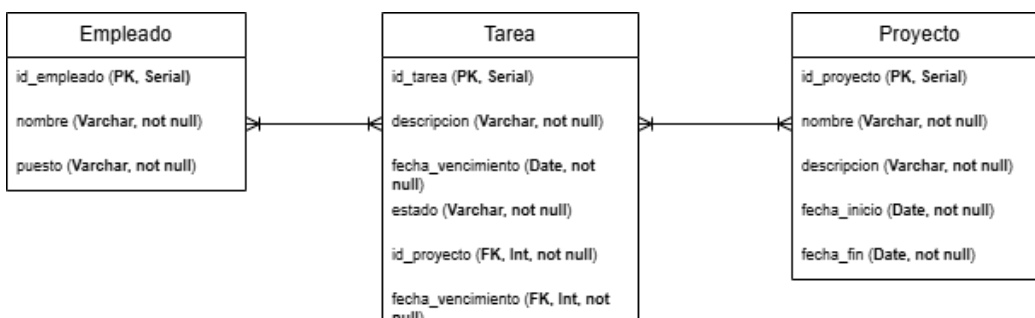 Empleado
id_empleado (PK, Serial)
nombre (Varchar, not null)
puesto (Varchar, not null)
Tarea
id_tarea (PK, Serial)
descripcion (Varchar, not null)
fecha_vencimiento (Date, not
null)
estado (Varchar, not null)
id_proyecto (FK, Int, not null)
fecha_vencimiento (FK, Int, not
null)
Proyecto
id_proyecto (PK, Serial)
nombre (Varchar, not null)
descripcion (Varchar, not null)
fecha_inicio (Date, not null)
fecha_fin (Date, not null)